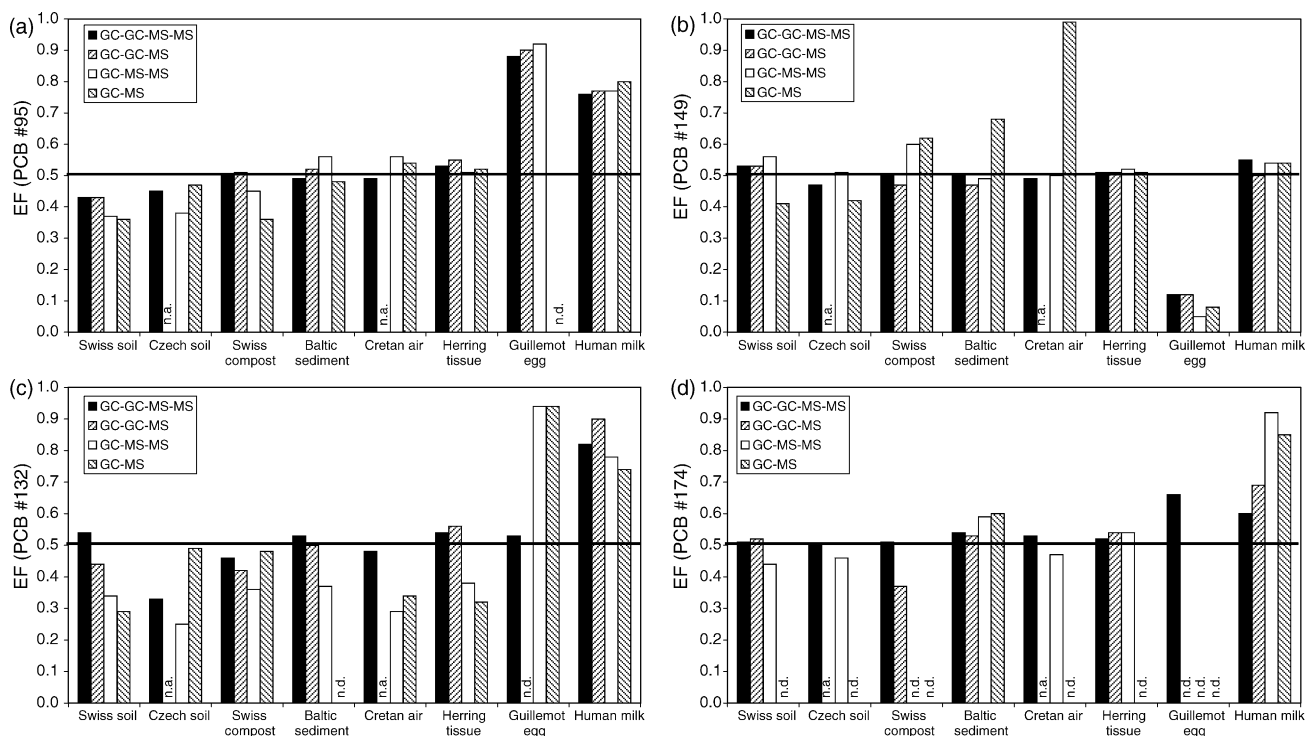 (a)
EF (PCB #95)
1.0
0.9
0.8
0.7
0.6
0.5
0.4
0.3
0.2
0.1
0.0
GC-GC-MS-MS
GC-GC-MS
GC-MS-MS
GC-MS
n.a.
n.a.
n.d.
Swiss soil Czech soil Swiss Baltic Cretan air Herring Guillemot Human milk
compost sediment tissue egg
(b)
EF (PCB #149)
1.0
0.9
0.8
0.7
0.6
0.5
0.4
0.3
0.2
0.1
0.0
GC-GC-MS-MS
GC-GC-MS
GC-MS-MS
GC-MS
n.a.
n.a.
Swiss soil Czech soil Swiss Baltic Cretan air Herring Guillemot Human milk
compost sediment tissue egg
(c)
EF (PCB #132)
1.0
0.9
0.8
0.7
0.6
0.5
0.4
0.3
0.2
0.1
0.0
GC-GC-MS-MS
GC-GC-MS
GC-MS-MS
GC-MS
n.a.
n.d.
n.a.
n.d.
Swiss soil Czech soil Swiss Baltic Cretan air Herring Guillemot Human milk
compost sediment tissue egg
(d)
EF (PCB #174)
1.0
0.9
0.8
0.7
0.6
0.5
0.4
0.3
0.2
0.1
0.0
GC-GC-MS-MS
GC-GC-MS
GC-MS-MS
GC-MS
n.d.
n.a.
n.d.
n.d.
n.d.
n.a.
n.d.
n.d.
n.d.
n.d.
n.d.
Swiss soil Czech soil Swiss Baltic Cretan air Herring Guillemot Human milk
compost sediment tissue egg